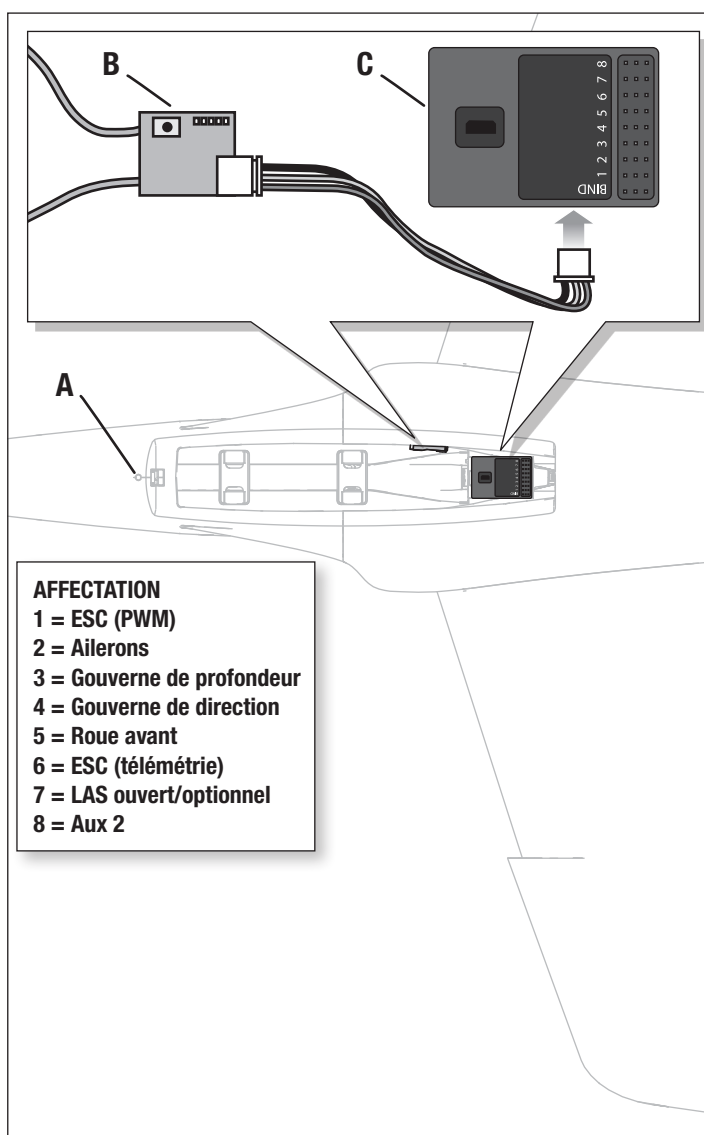 B
C
BIND 1 2 3 4 5 6 7 8
A
AFFECTATION
1 = ESC (PWM)
2 = Ailerons
3 = Gouverne de profondeur
4 = Gouverne de direction
5 = Roue avant
6 = ESC (télémétrie)
7 = LAS ouvert/optionnel
8 = Aux 2